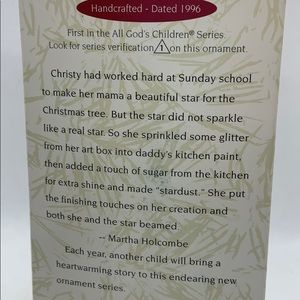 Handcrafted - Dated 1996
First in the All God's Children® Series.
Look for series verification 1 on this ornament.
Christy had worked hard at Sunday school
to make her mama a beautiful star for the
Christmas tree. But the star did not sparkle
like a real star. So she sprinkled some glitter
from her art box into daddy's kitchen paint,
then added a touch of sugar from the kitchen
for extra shine and made "stardust." She put
the finishing touches on her creation and
both she and the star beamed.
-- Martha Holcombe
Each year, another child will bring a
heartwarming story to this endearing new
ornament series.